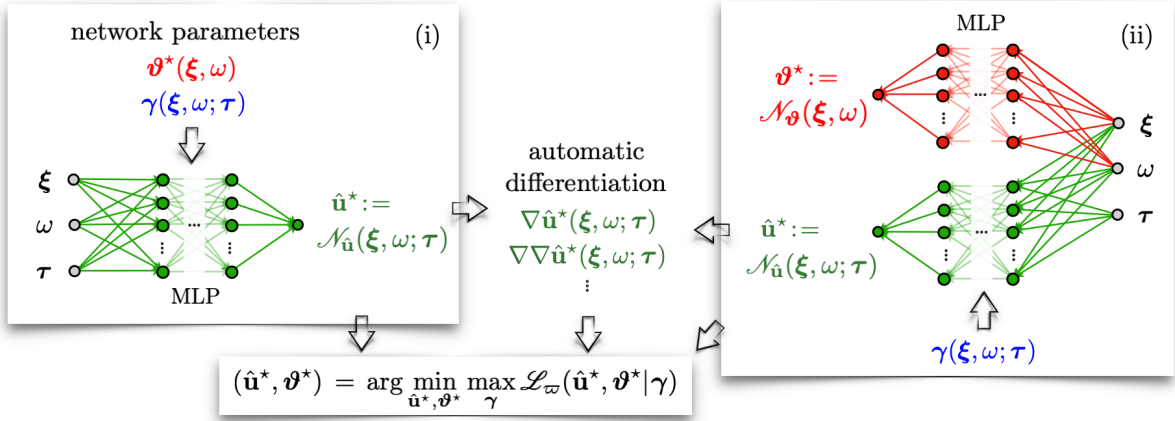 network parameters
(i)
ϑ⋆(ξ, ω)
γ(ξ, ω; τ)
ξ
ω
τ
...
⋮
⋮
MLP
û⋆ :=
𝒩û(ξ, ω; τ)
automatic
differentiation
∇û⋆(ξ, ω; τ)
∇∇û⋆(ξ, ω; τ)
⋮
MLP
(ii)
ϑ⋆ :=
𝒩ϑ(ξ, ω)
...
⋮
⋮
ξ
ω
τ
û⋆ :=
𝒩û(ξ, ω; τ)
...
⋮
⋮
γ(ξ, ω; τ)
(û⋆, ϑ⋆) = arg min max ℒϖ(û⋆, ϑ⋆|γ)
û⋆,ϑ⋆ γ